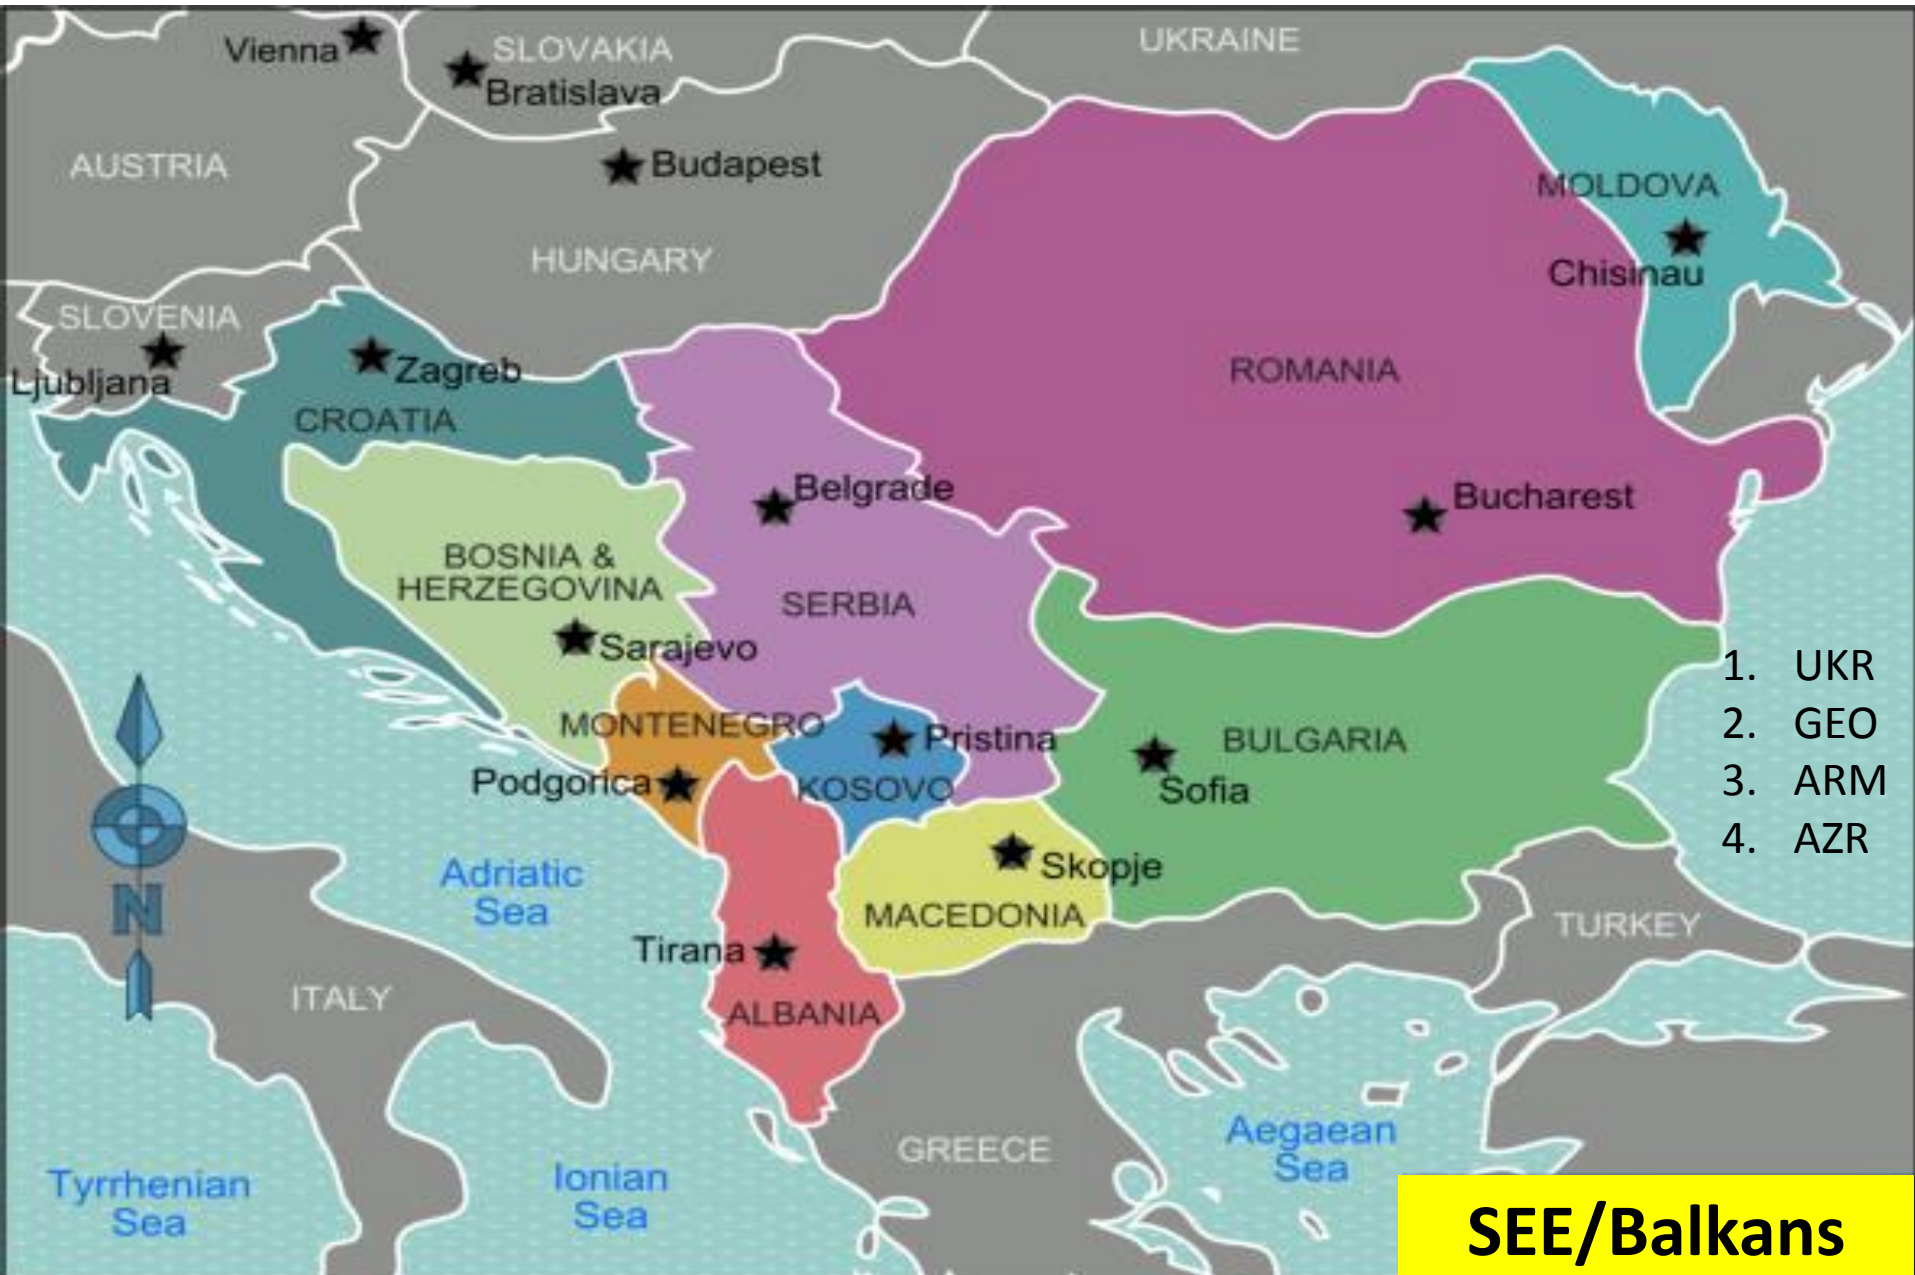 Vienna
SLOVAKIA
Bratislava
UKRAINE
AUSTRIA
Budapest
MOLDOVA
Chisinau
HUNGARY
SLOVENIA
Ljubljana
Zagreb
CROATIA
ROMANIA
Belgrade
Bucharest
BOSNIA &
HERZEGOVINA
SERBIA
Sarajevo
1. UKR
2. GEO
3. ARM
4. AZR
MONTENEGRO
Pristina
BULGARIA
Podgorica
KOSOVO
Sofia
Adriatic
Sea
Skopje
MACEDONIA
N
TURKEY
Tirana
ITALY
ALBANIA
GREECE
Aegaean
Sea
Tyrrhenian
Sea
Ionian
Sea
SEE/Balkans